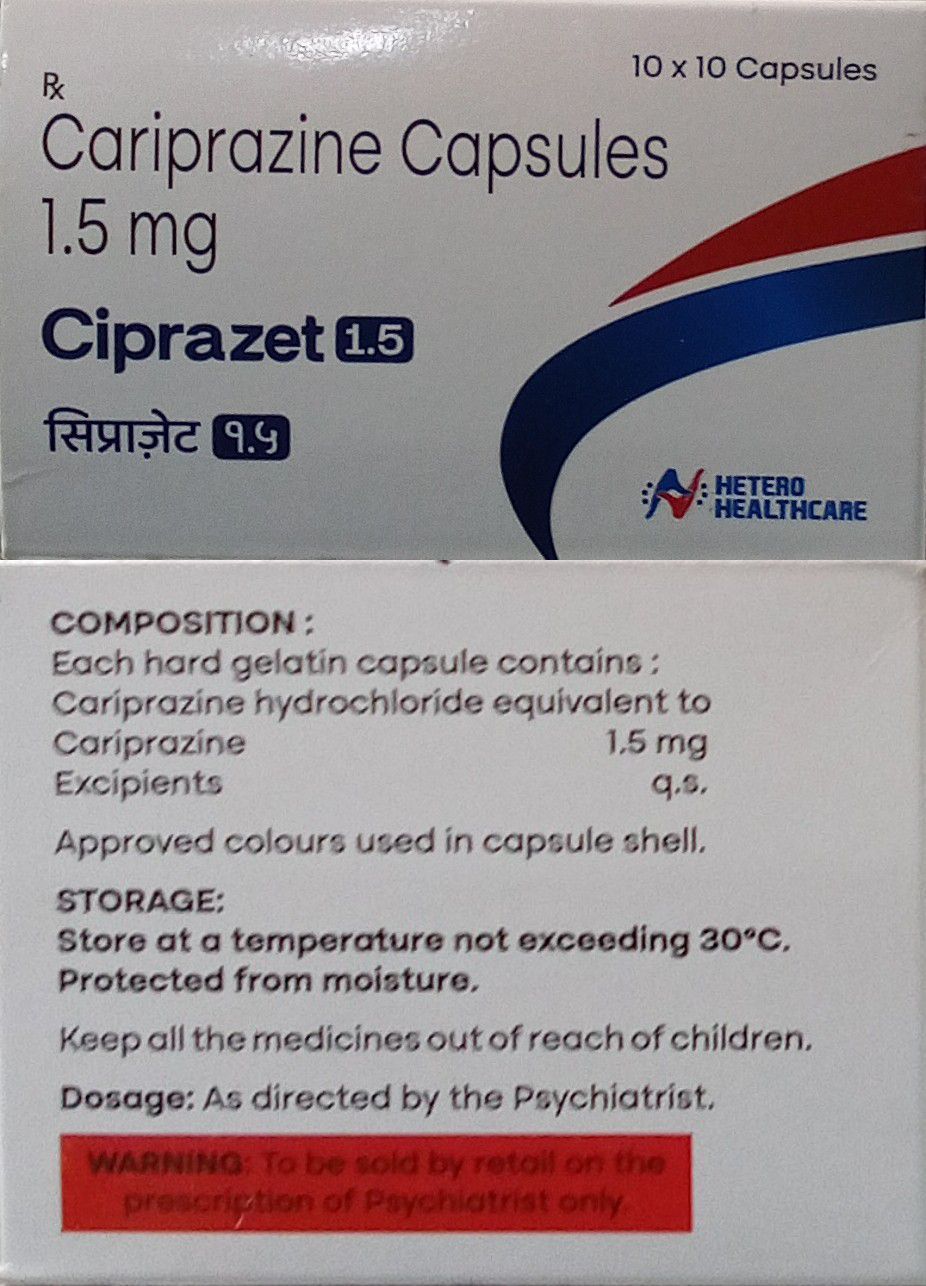 10 x 10 Capsules
Rx
Cariprazine Capsules
1.5 mg
Ciprazet 1.5
सिप्राज़ेट १.५
HETERO
HEALTHCARE
COMPOSITION :
Each hard gelatin capsule contains :
Cariprazine hydrochloride equivalent to
Cariprazine 1.5 mg
Excipients q.s.
Approved colours used in capsule shell.
STORAGE:
Store at a temperature not exceeding 30°C.
Protected from moisture.
Keep all the medicines out of reach of children.
Dosage: As directed by the Psychiatrist.
WARNING: To be sold by retail on the
prescription of Psychiatrist only.